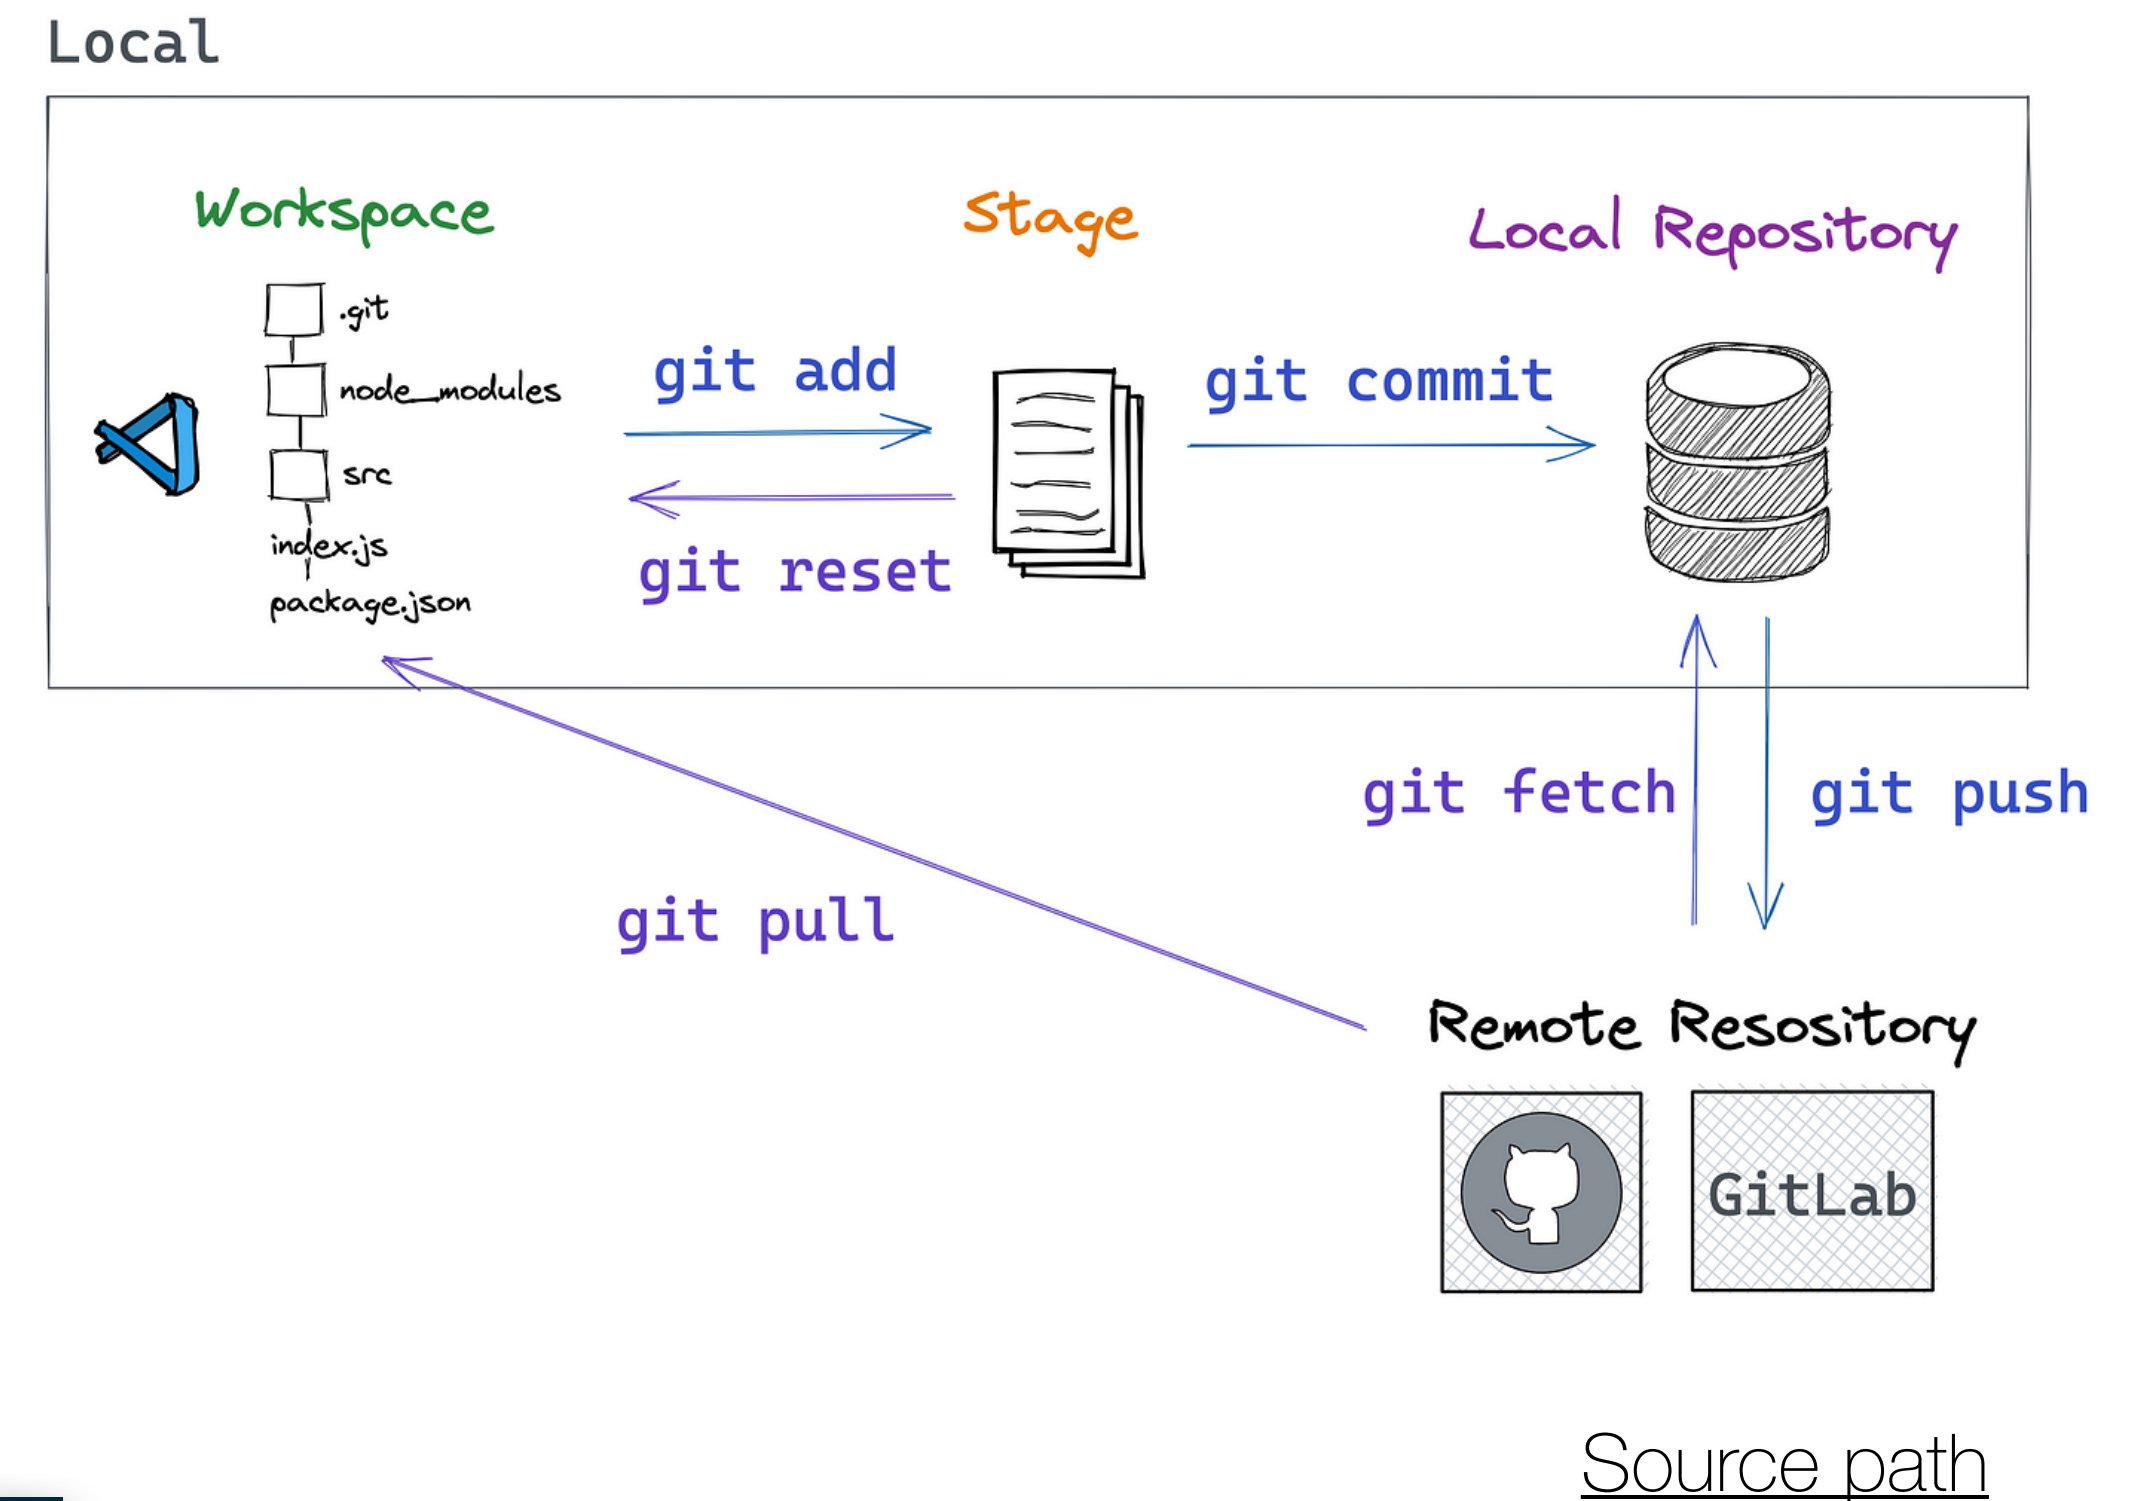 Local
Workspace
Stage
Local Repository
.git
node_modules
src
index.js
package.json
git add
git reset
git commit
git fetch
git push
git pull
Remote Resository
GitLab
Source path